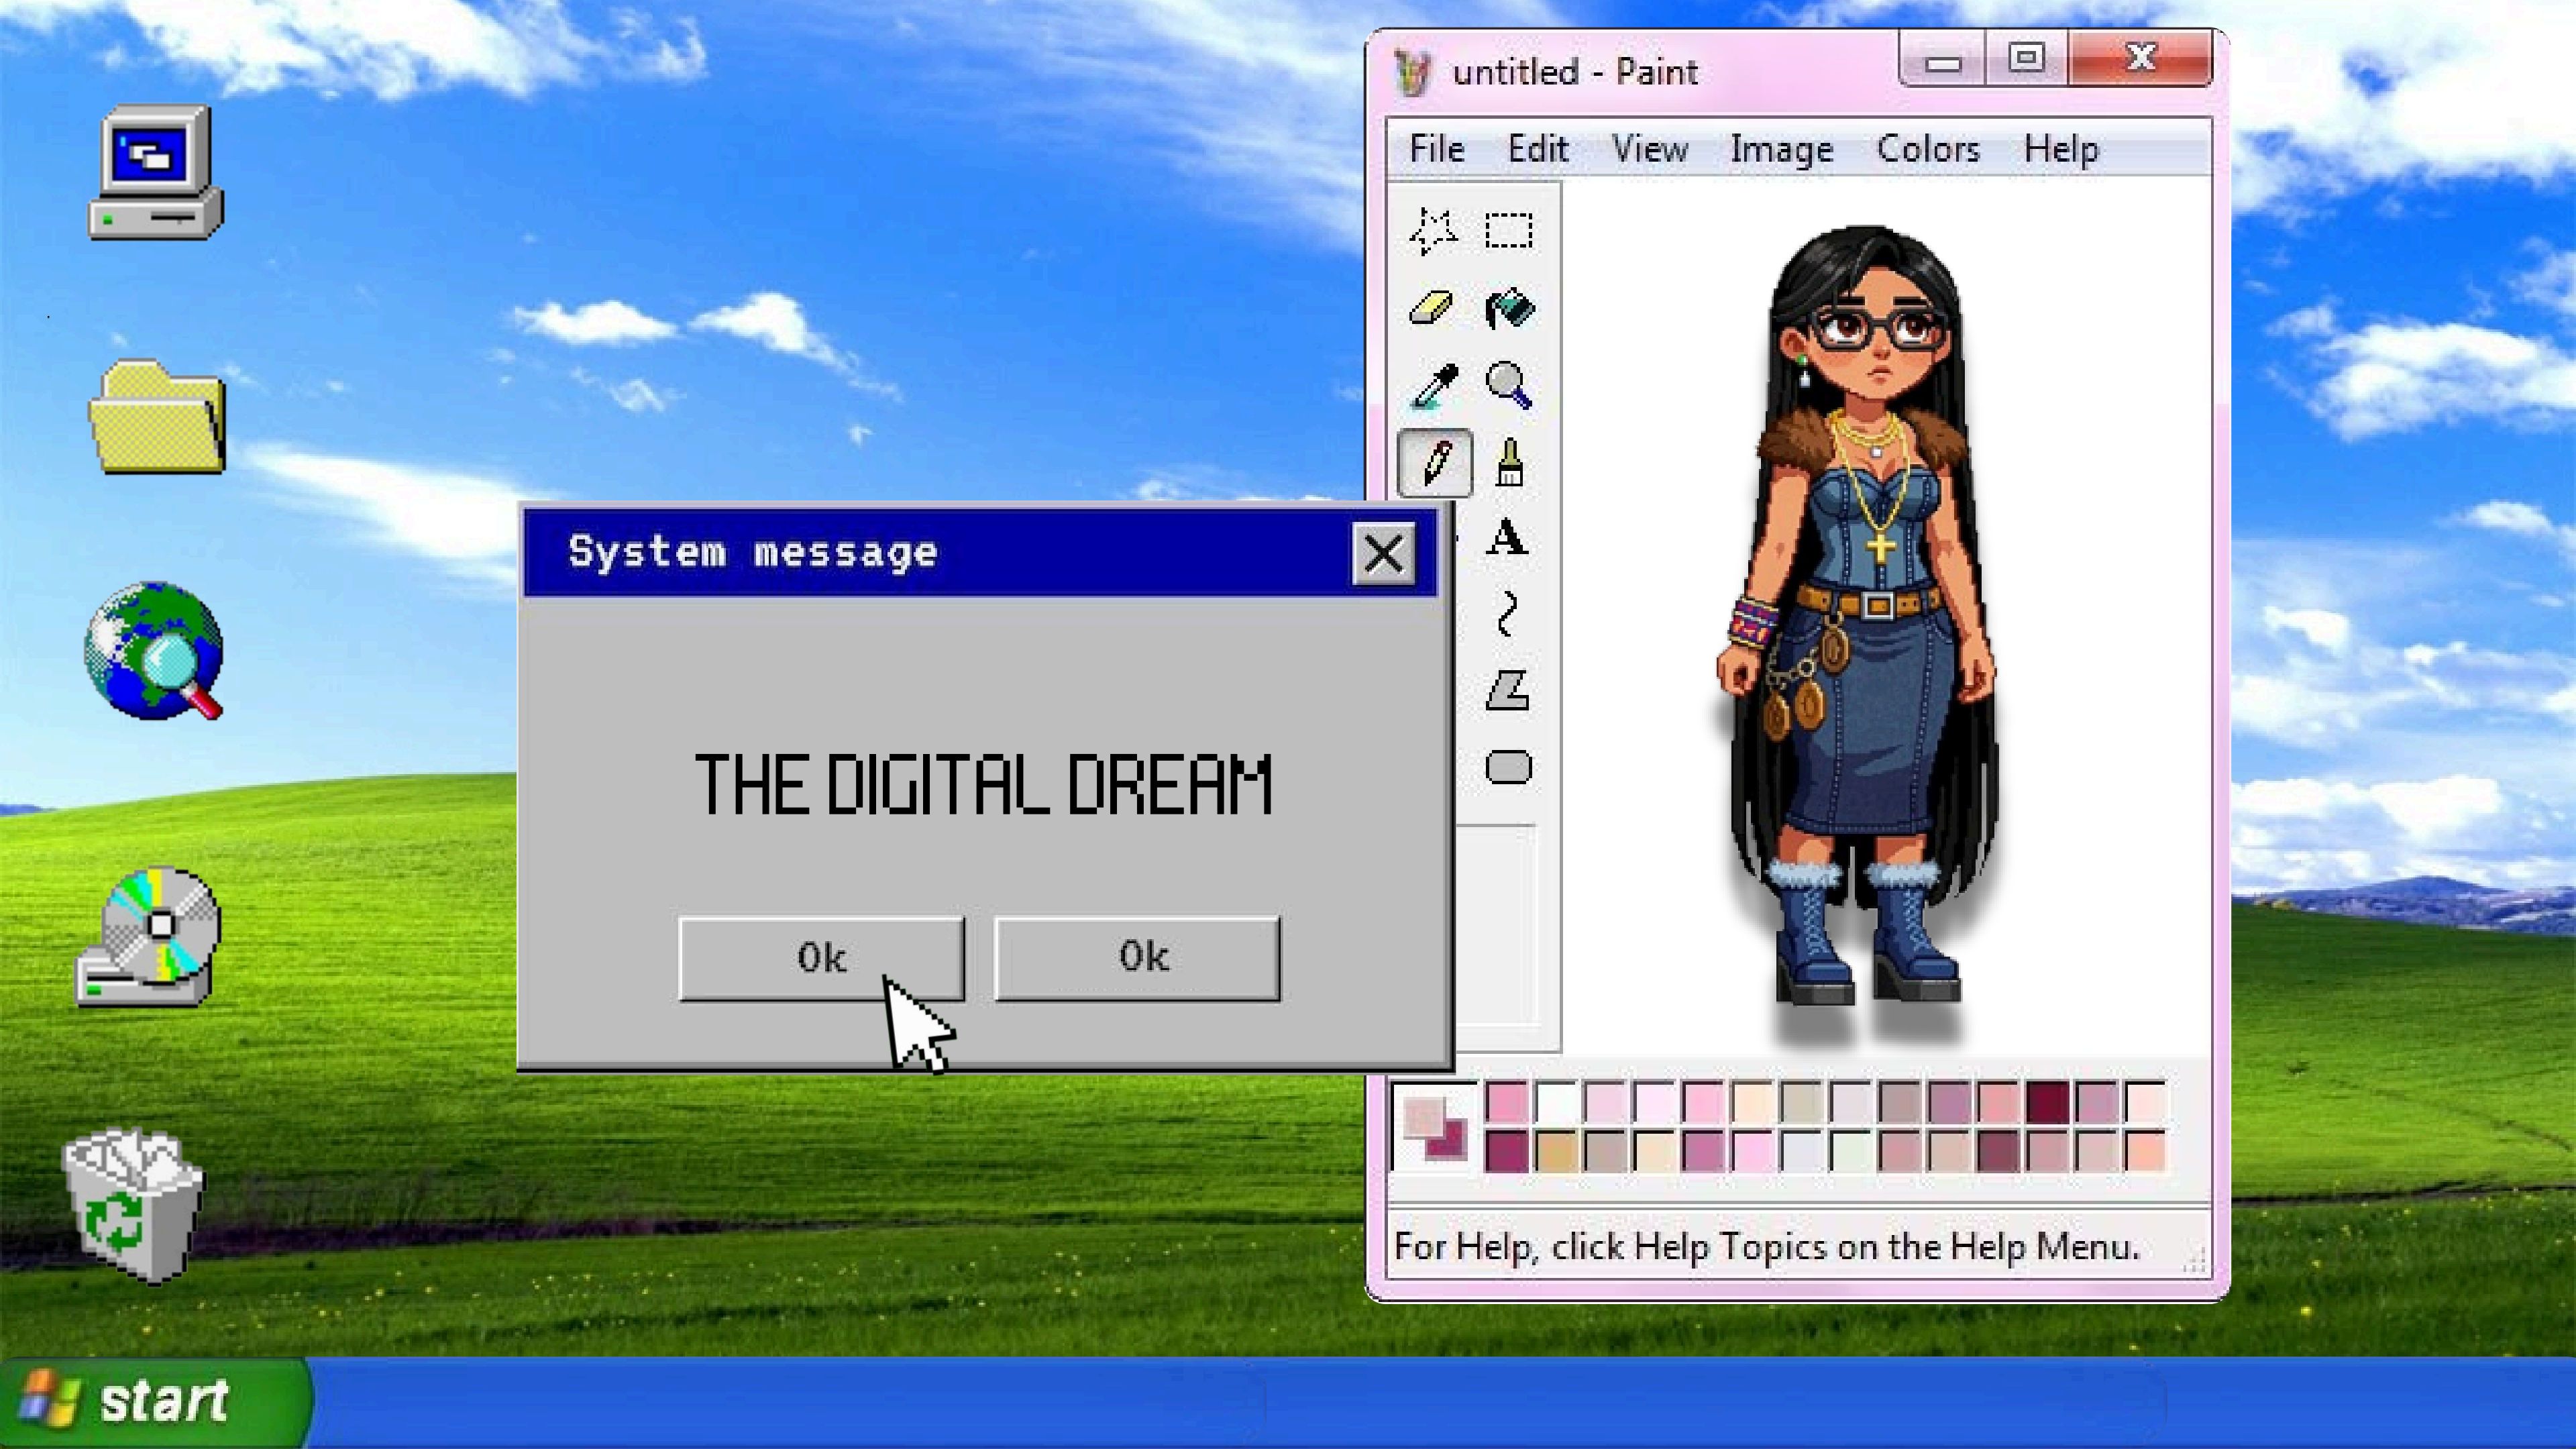 untitled - Paint
File Edit View Image Colors Help
A
System message
THE DIGITAL DREAM
Ok Ok
For Help, click Help Topics on the Help Menu.
start